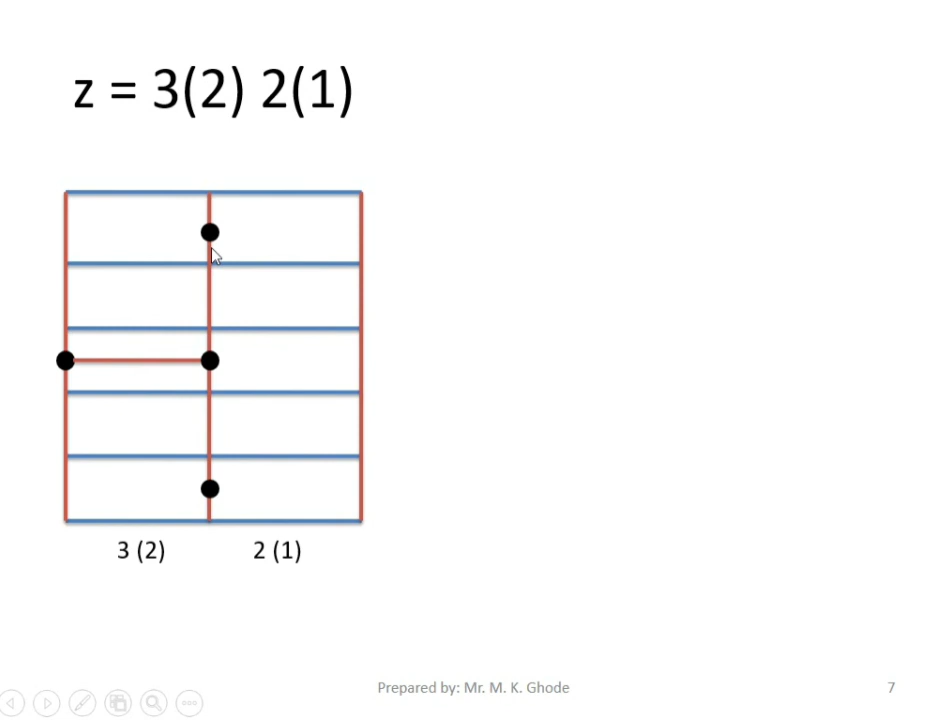 z = 3(2) 2(1)
3 (2) 2 (1)
Prepared by: Mr. M. K. Ghode 7